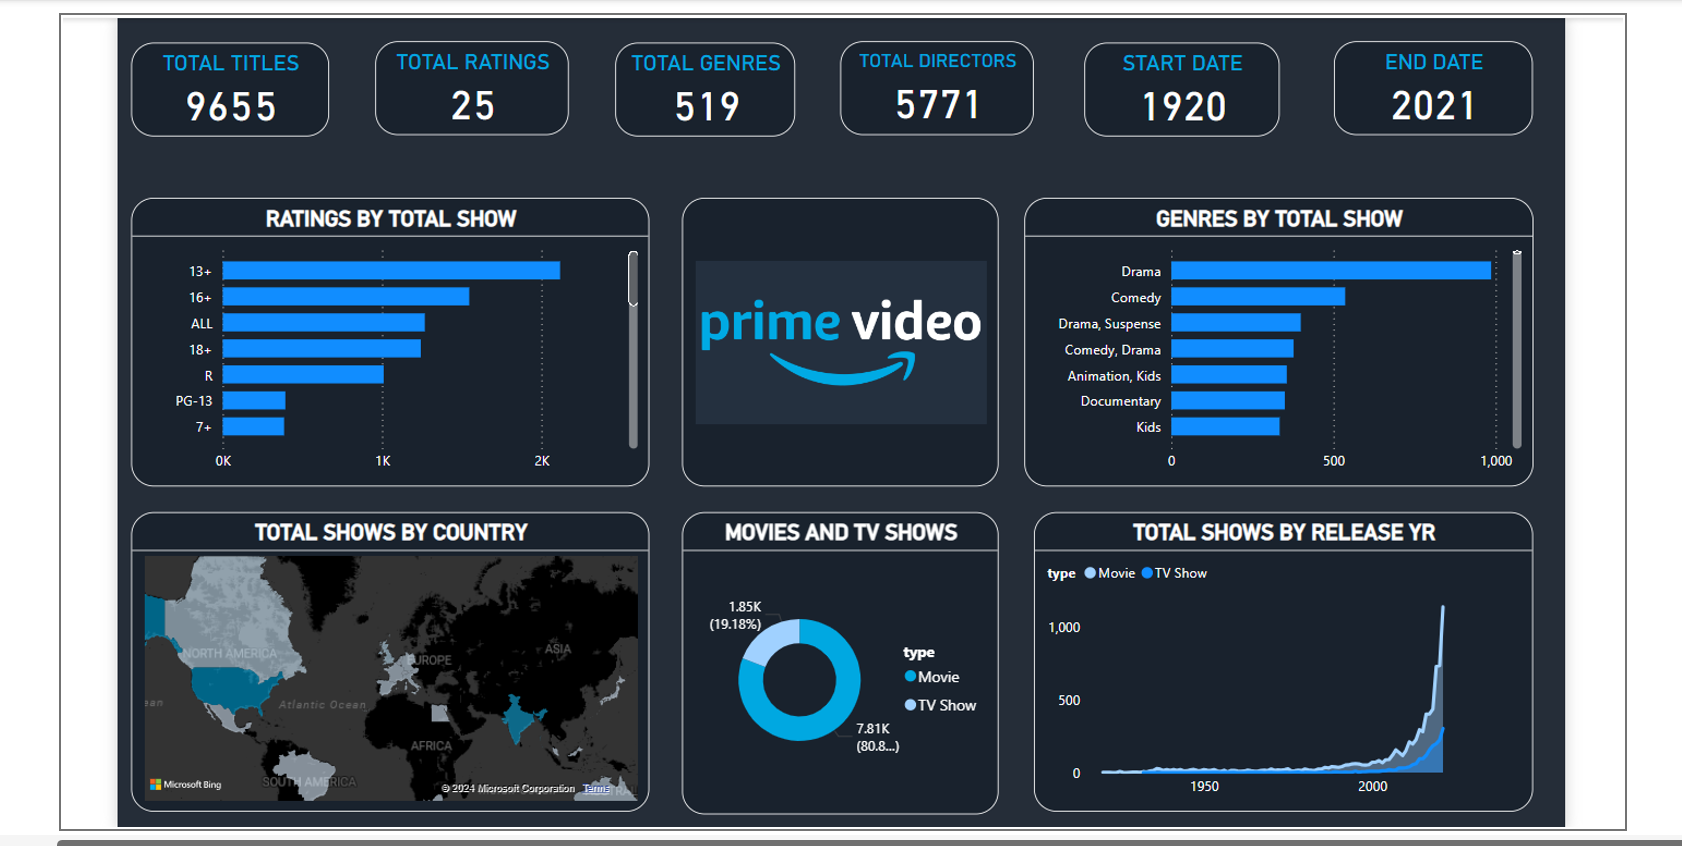 TOTAL TITLES
9655
TOTAL RATINGS
25
TOTAL GENRES
519
TOTAL DIRECTORS
5771
START DATE
1920
END DATE
2021
RATINGS BY TOTAL SHOW
13+
16+
ALL
18+
R
PG-13
7+
0K 1K 2K
prime video
GENRES BY TOTAL SHOW
Drama
Comedy
Drama, Suspense
Comedy, Drama
Animation, Kids
Documentary
Kids
0 500 1,000
TOTAL SHOWS BY COUNTRY
NORTH AMERICA
EUROPE
ASIA
ean
Atlantic Ocean
AFRICA
SOUTH AMERICA
Microsoft Bing
© 2024 Microsoft Corporation Terms
MOVIES AND TV SHOWS
1.85K
(19.18%)
type
Movie
TV Show
7.81K
(80.8...)
TOTAL SHOWS BY RELEASE YR
type Movie TV Show
1,000
500
0
1950 2000